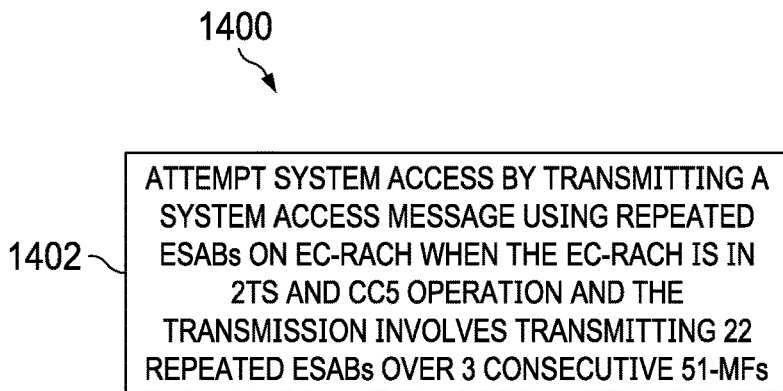 1400
ATTEMPT SYSTEM ACCESS BY TRANSMITTING A
SYSTEM ACCESS MESSAGE USING REPEATED
ESABs ON EC-RACH WHEN THE EC-RACH IS IN
1402
2TS AND CC5 OPERATION AND THE
TRANSMISSION INVOLVES TRANSMITTING 22
REPEATED ESABs OVER 3 CONSECUTIVE 51-MFs